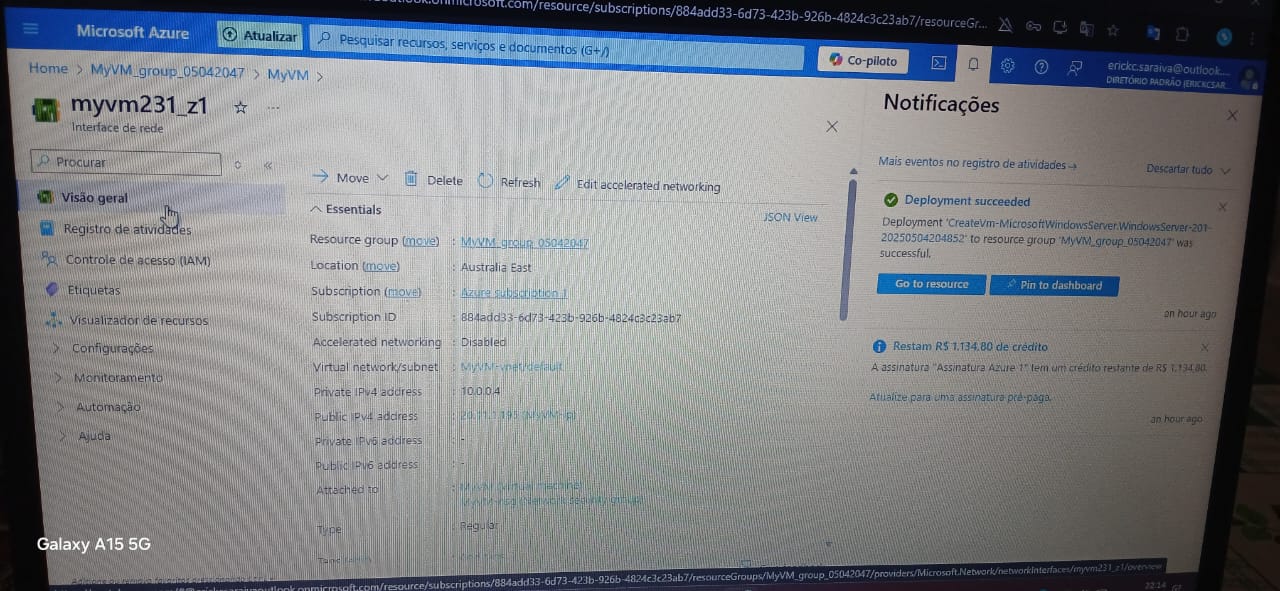 outlook.onmicrosoft.com/resource/subscriptions/884add33-6d73-423b-926b-4824c3c23ab7/resourceGr...
Microsoft Azure
Atualizar
Pesquisar recursos, serviços e documentos (G+/)
Co-piloto
erickc.saraiva@outlook....
DIRETÓRIO PADRÃO (ERICKCSAR...
Home > MyVM_group_05042047 > MyVM >
myvm231_z1
Interface de rede
Procurar
Visão geral
Registro de atividades
Controle de acesso (IAM)
Etiquetas
Visualizador de recursos
Configurações
Monitoramento
Automação
Ajuda
Move
Delete
Refresh
Edit accelerated networking
Essentials
JSON View
Resource group (move) : MyVM_group_05042047
Location (move) : Australia East
Subscription (move) : Azure subscription 1
Subscription ID : 884add33-6d73-423b-926b-4824c3c23ab7
Accelerated networking : Disabled
Virtual network/subnet : MyVM-vnet/default
Private IPv4 address : 10.0.0.4
Public IPv4 address : (MyVM-ip)
Private IPv6 address : -
Public IPv6 address : -
Attached to : MyVM (Virtual machine)
MyVM-nsg (Network security group)
Type : Regular
Notificações
Mais eventos no registro de atividades→
Descartar tudo
Deployment succeeded
Deployment 'CreateVm-MicrosoftWindowsServer.WindowsServer-201-
20250504204852' to resource group 'MyVM_group_05042047' was
successful.
Go to resource
Pin to dashboard
an hour ago
Restam R$ 1.134,80 de crédito
A assinatura "Assinatura Azure 1" tem um crédito restante de R$ 1.134,80.
Atualize para uma assinatura pré-paga.
an hour ago
Galaxy A15 5G
outlook.onmicrosoft.com/resource/subscriptions/884add33-6d73-423b-926b-4824c3c23ab7/resourceGroups/MyVM_group_05042047/providers/Microsoft.Network/networkInterfaces/myvm231_z1/overview
22:14